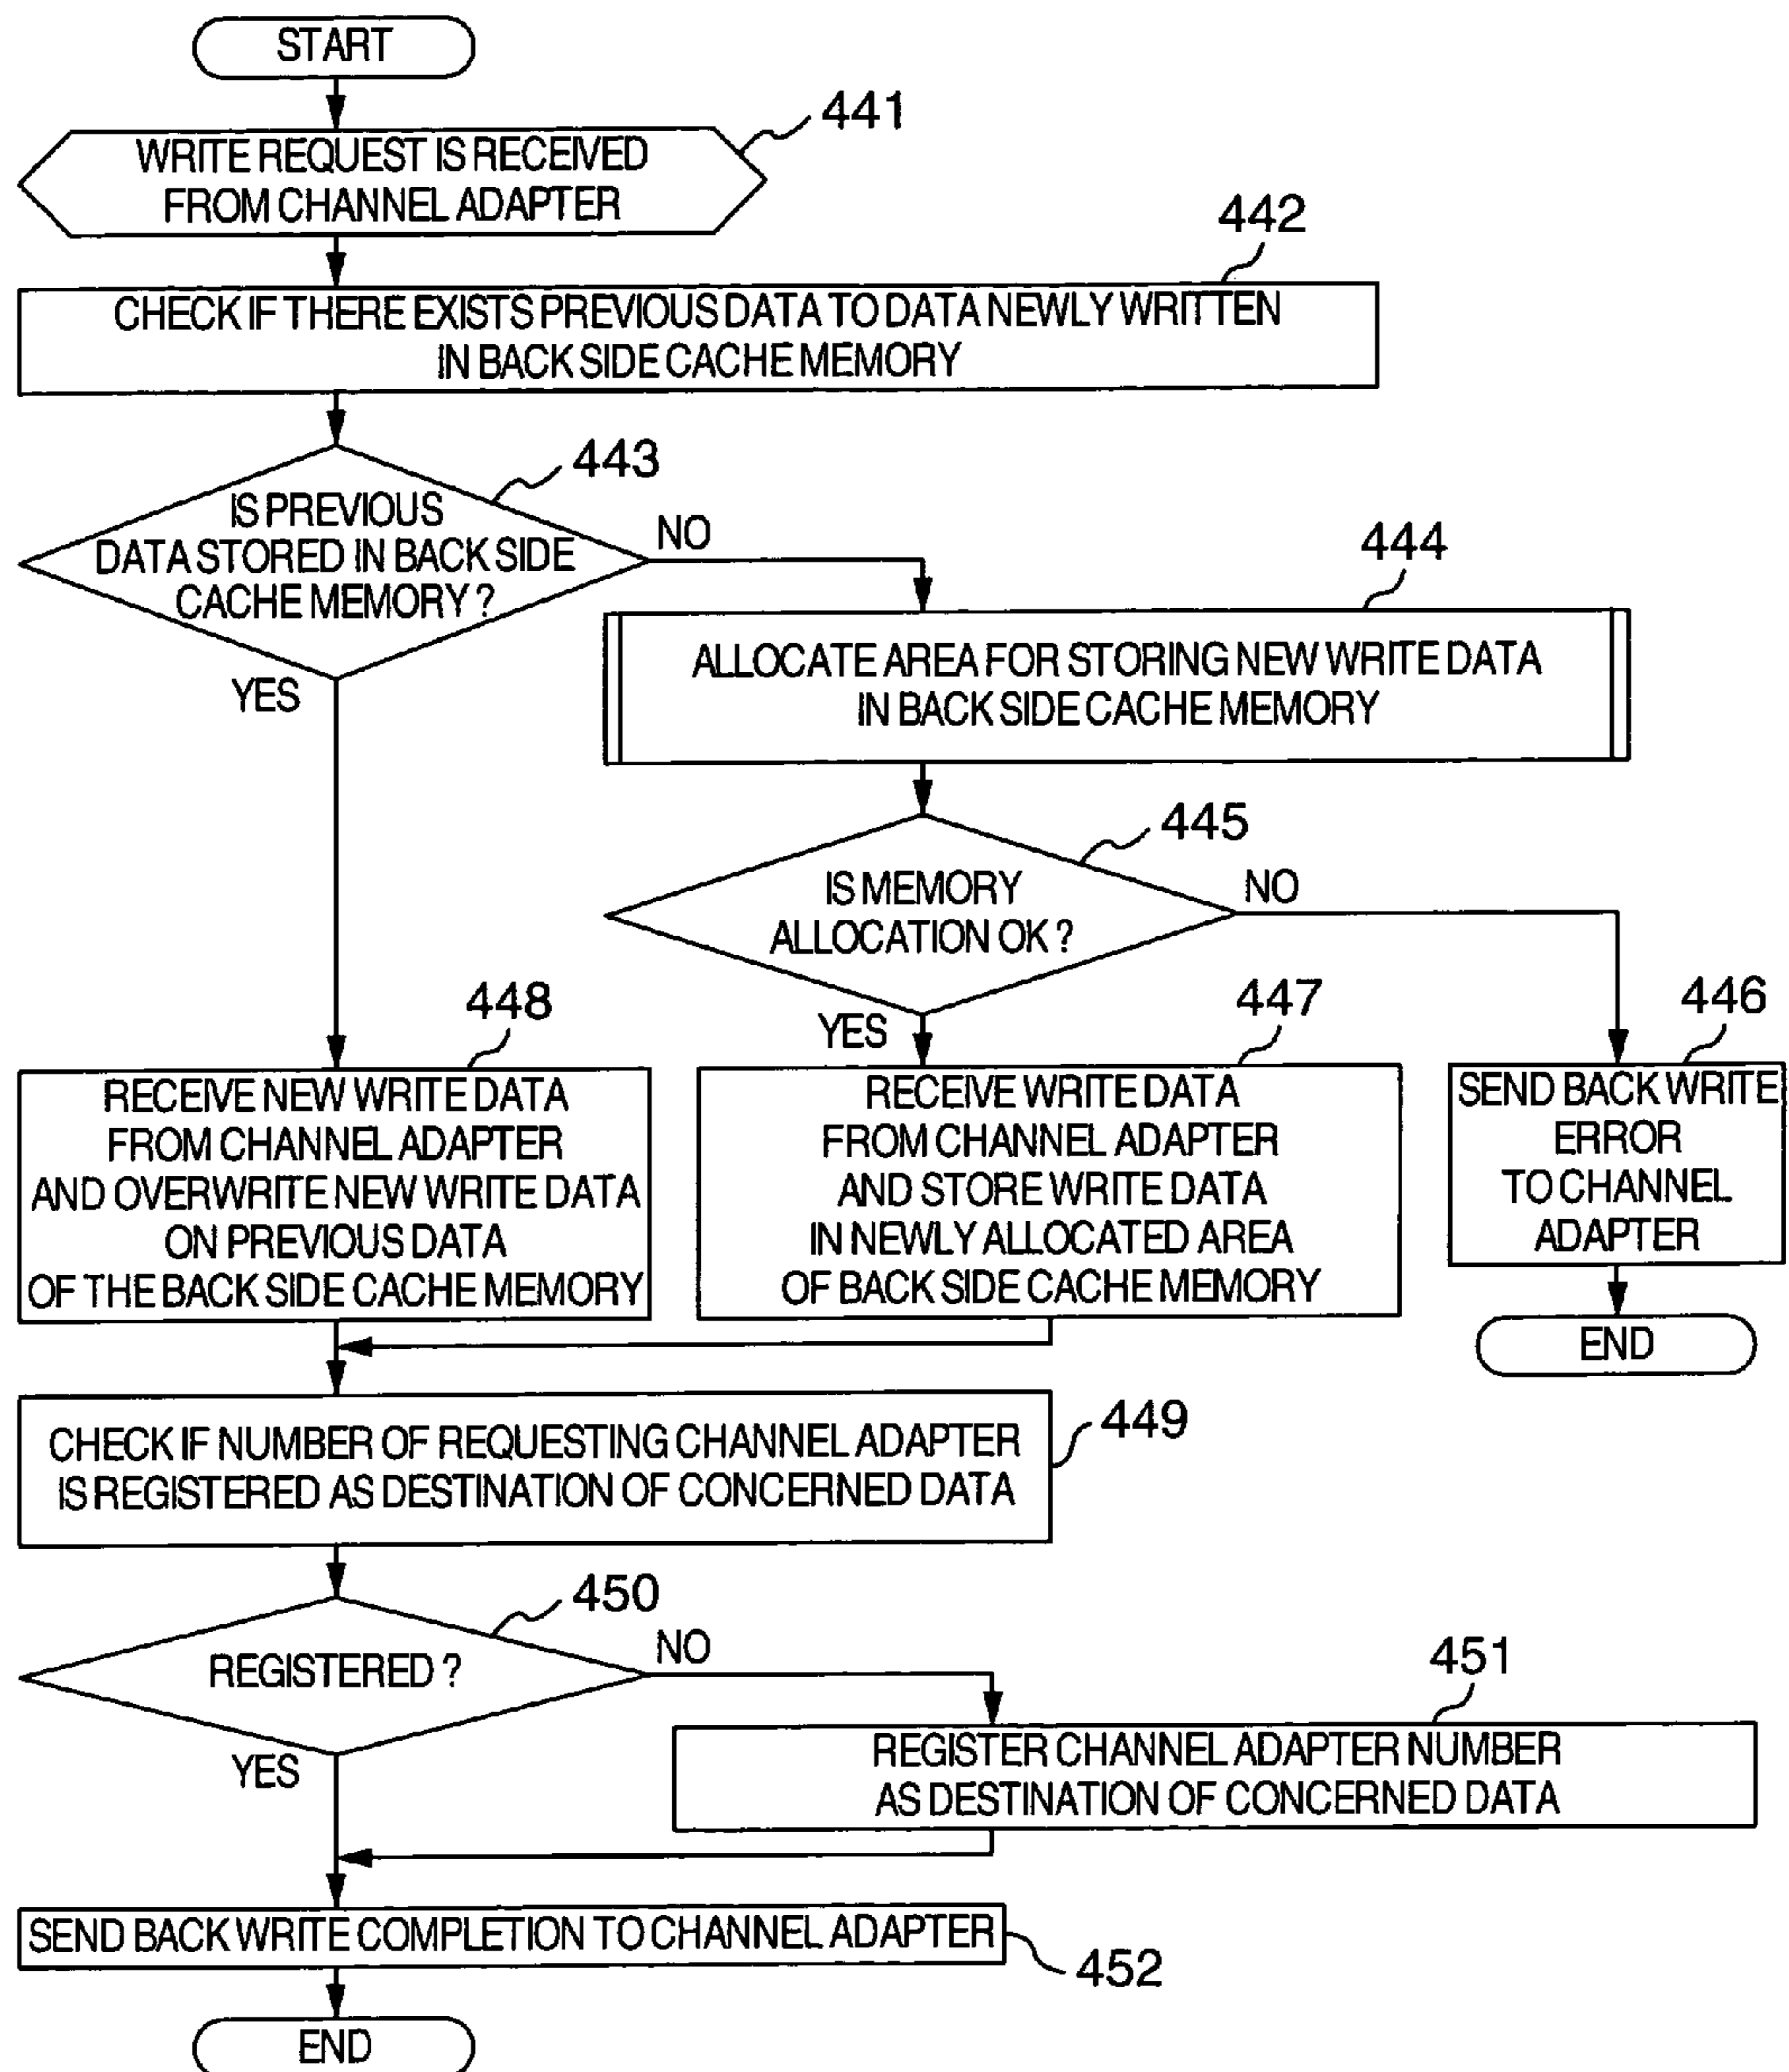 START
441
WRITE REQUEST IS RECEIVED
FROM CHANNEL ADAPTER
442
CHECK IF THERE EXISTS PREVIOUS DATA TO DATA NEWLY WRITTEN
IN BACK SIDE CACHE MEMORY
443
IS PREVIOUS
DATA STORED IN BACK SIDE
CACHE MEMORY ?
NO
YES
444
ALLOCATE AREA FOR STORING NEW WRITE DATA
IN BACK SIDE CACHE MEMORY
445
IS MEMORY
ALLOCATION OK ?
NO
YES
448
RECEIVE NEW WRITE DATA
FROM CHANNEL ADAPTER
AND OVERWRITE NEW WRITE DATA
ON PREVIOUS DATA
OF THE BACK SIDE CACHE MEMORY
447
RECEIVE WRITE DATA
FROM CHANNEL ADAPTER
AND STORE WRITE DATA
IN NEWLY ALLOCATED AREA
OF BACK SIDE CACHE MEMORY
446
SEND BACK WRITE
ERROR
TO CHANNEL
ADAPTER
END
449
CHECK IF NUMBER OF REQUESTING CHANNEL ADAPTER
IS REGISTERED AS DESTINATION OF CONCERNED DATA
450
REGISTERED ?
NO
YES
451
REGISTER CHANNEL ADAPTER NUMBER
AS DESTINATION OF CONCERNED DATA
SEND BACK WRITE COMPLETION TO CHANNEL ADAPTER
452
END